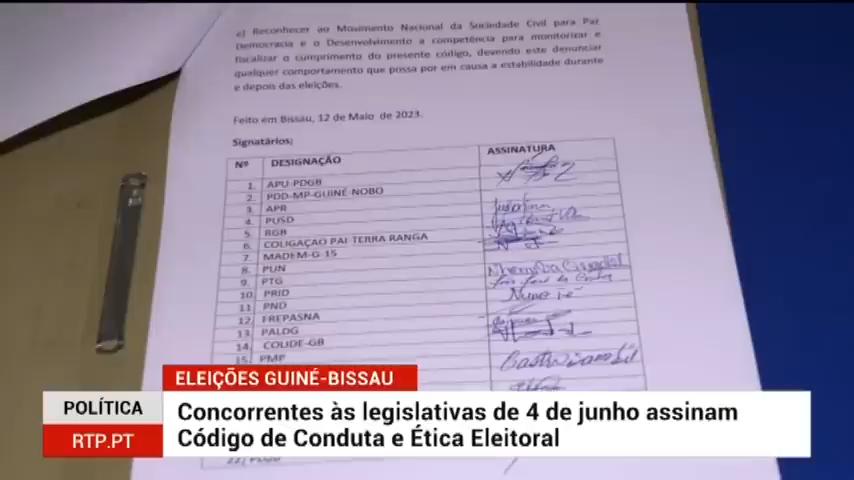 e) Reconhecer ao Movimento Nacional da Sociedade Civil para Paz
Democracia e o Desenvolvimento a competência para monitorizar e
fiscalizar o cumprimento do presente código, devendo este denunciar
qualquer comportamento que possa por em causa a estabilidade durante
e depois das eleições.
Feito em Bissau, 12 de Maio de 2023.
Signatários;
Nº DESIGNAÇÃO ASSINATURA
1. APU-PDGB
2. PDD-MP-GUINÉ NOBO
3. APR
4. PUSD
5. RGB
6. COLIGAÇÃO PAI TERRA RANGA
7. MADEM-G-15
8. PUN
9. PTG
10. PRID
11. PND
12. FREPASNA
13. PALDG
14. COLIDE-GB
15. PMP
ELEIÇÕES GUINÉ-BISSAU
POLÍTICA
RTP.PT
Concorrentes às legislativas de 4 de junho assinam
Código de Conduta e Ética Eleitoral